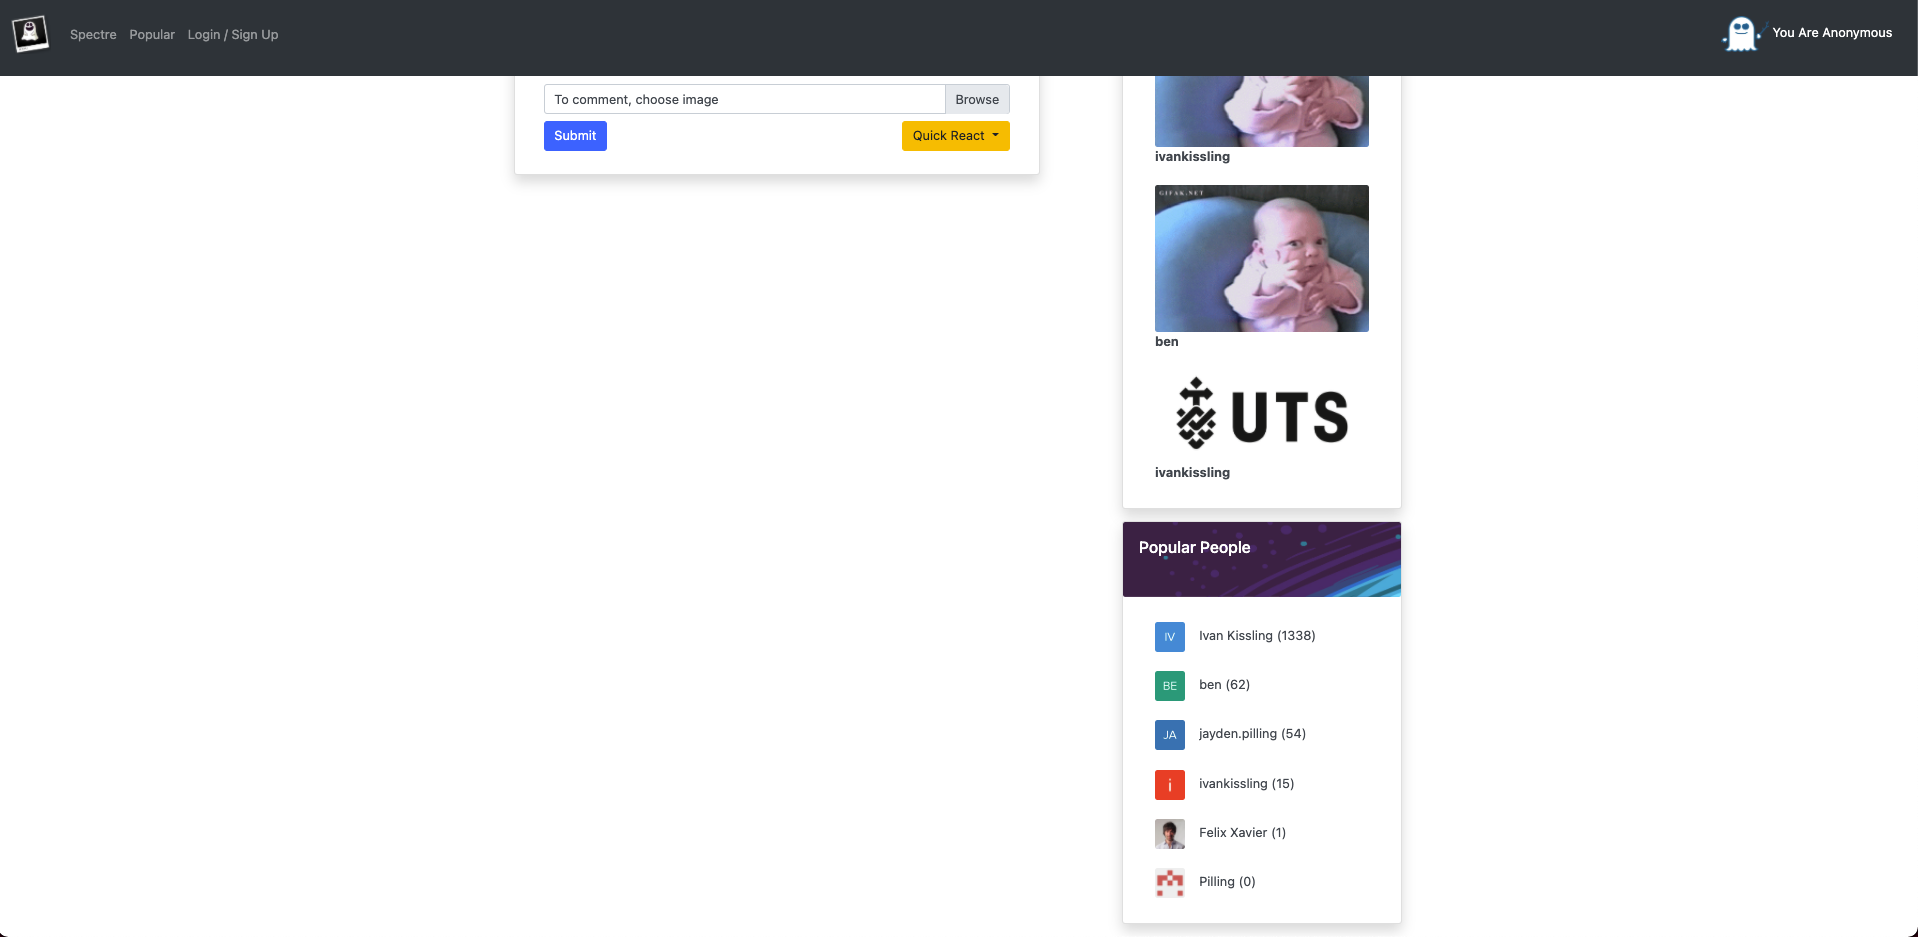 Spectre Popular Login / Sign Up
You Are Anonymous
To comment, choose image Browse
Submit Quick React
ivankissling
GIFAK.NET
ben
UTS
ivankissling
Popular People
IV Ivan Kissling (1338)
BE ben (62)
JA jayden.pilling (54)
i ivankissling (15)
Felix Xavier (1)
Pilling (0)